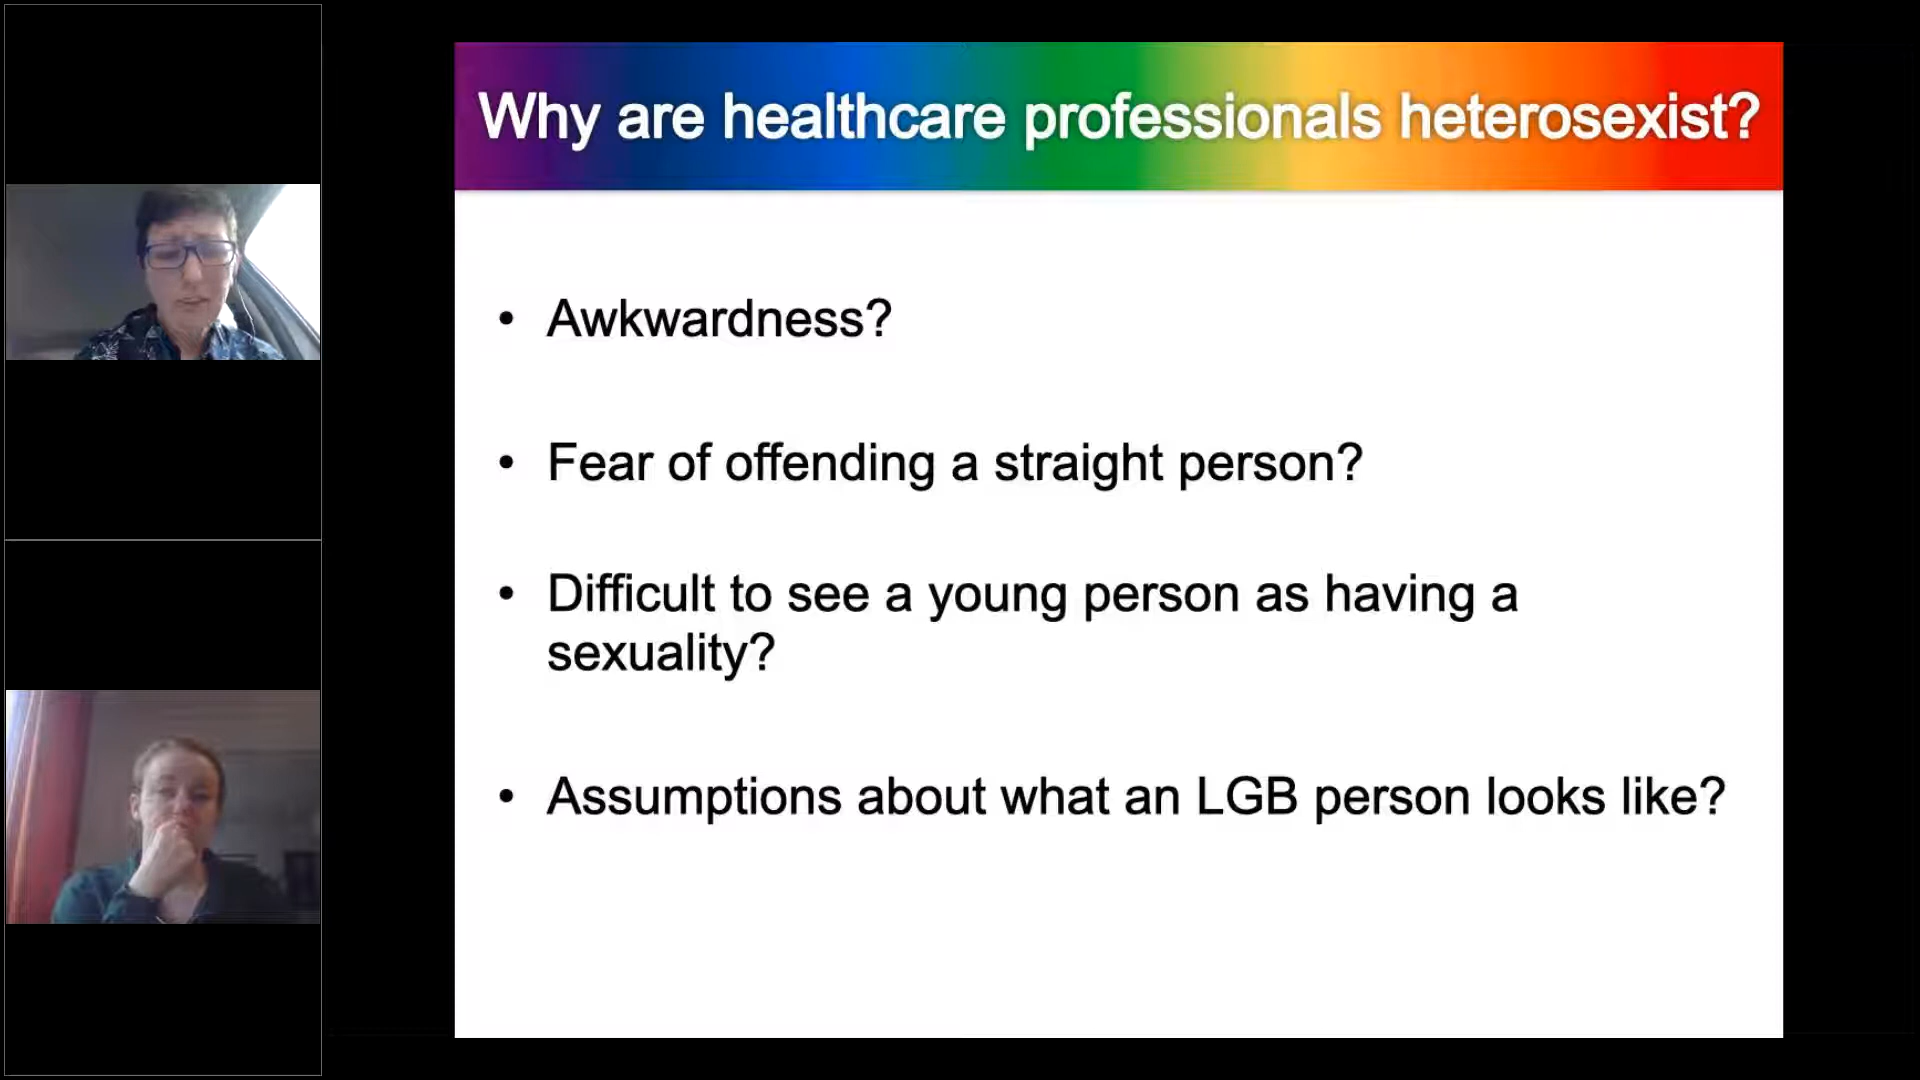 Why are healthcare professionals heterosexist?
• Awkwardness?
• Fear of offending a straight person?
• Difficult to see a young person as having a
sexuality?
• Assumptions about what an LGB person looks like?